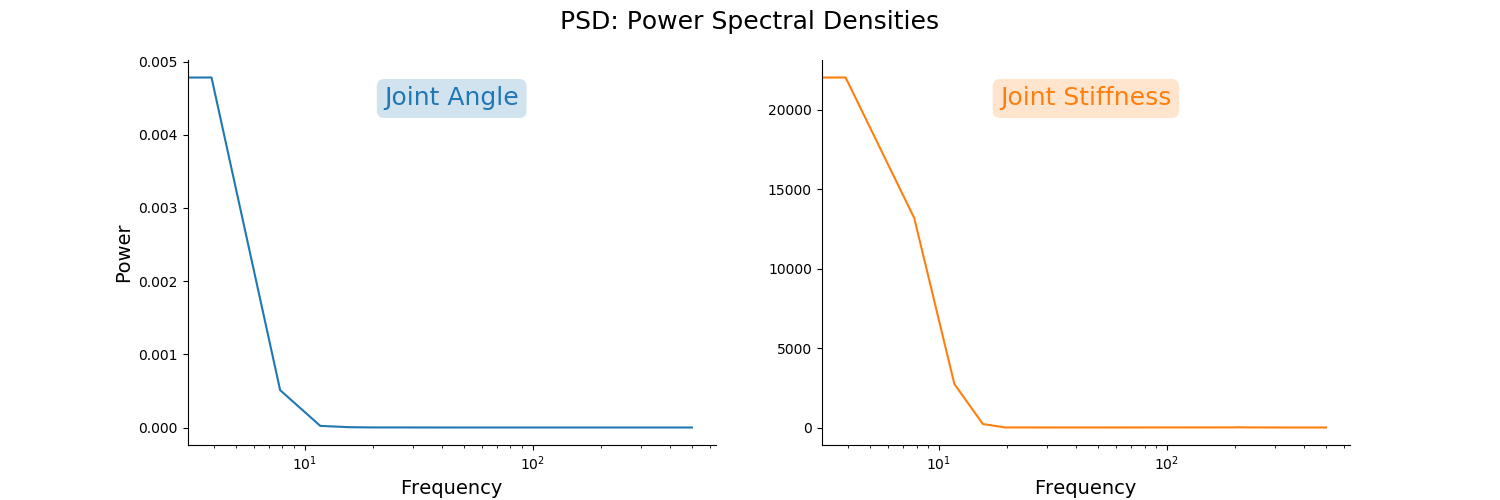 PSD: Power Spectral Densities
Joint Angle
Power
0.005
0.004
0.003
0.002
0.001
0.000
10¹
10²
Frequency
Joint Stiffness
20000
15000
10000
5000
0
10¹
10²
Frequency